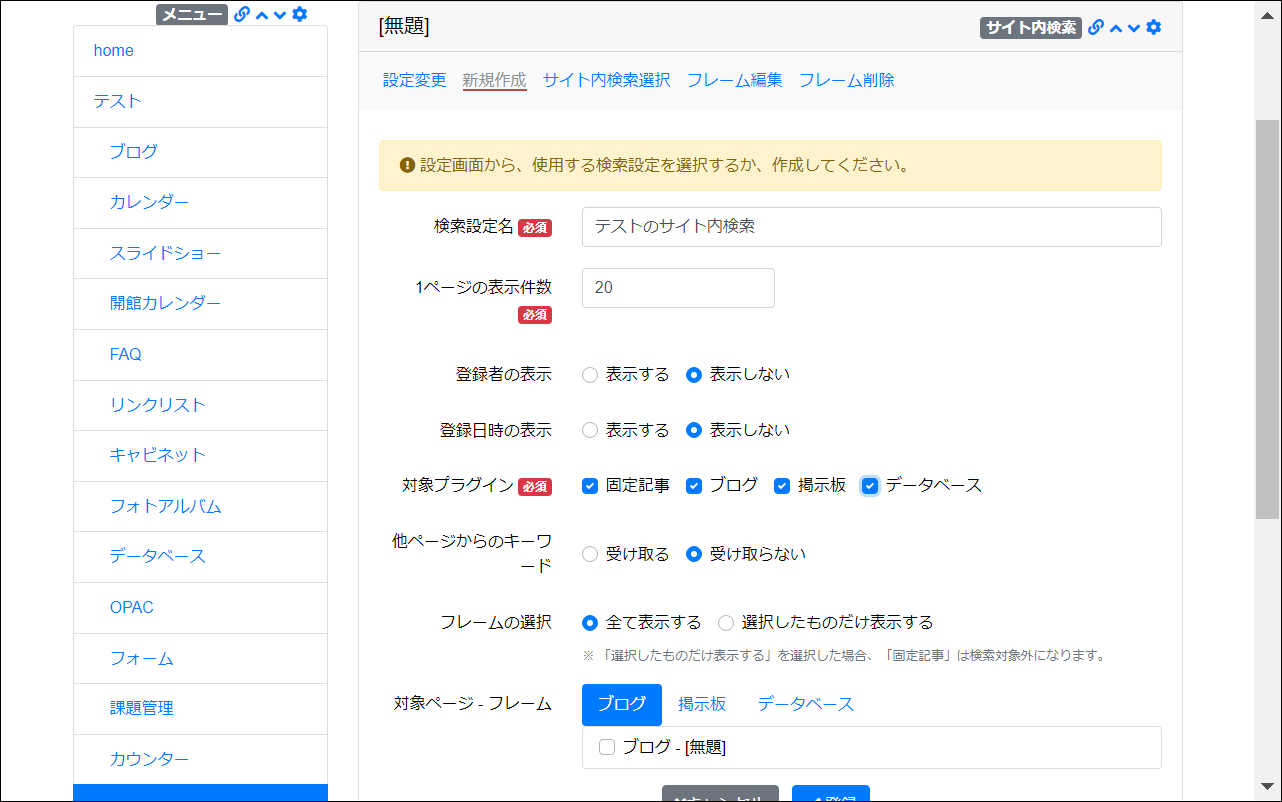 メニュー
home
テスト
ブログ
カレンダー
スライドショー
開館カレンダー
FAQ
リンクリスト
キャビネット
フォトアルバム
データベース
OPAC
フォーム
課題管理
カウンター
[無題]
サイト内検索
設定変更 新規作成 サイト内検索選択 フレーム編集 フレーム削除
設定画面から、使用する検索設定を選択するか、作成してください。
検索設定名 必須 テストのサイト内検索
1ページの表示件数 20
必須
登録者の表示 表示する 表示しない
登録日時の表示 表示する 表示しない
対象プラグイン 必須 固定記事 ブログ 掲示板 データベース
他ページからのキーワ
ード 受け取る 受け取らない
フレームの選択 全て表示する 選択したものだけ表示する
※ 「選択したものだけ表示する」を選択した場合、「固定記事」は検索対象外になります。
対象ページ - フレーム ブログ 掲示板 データベース
ブログ - [無題]
キャンセル 登録